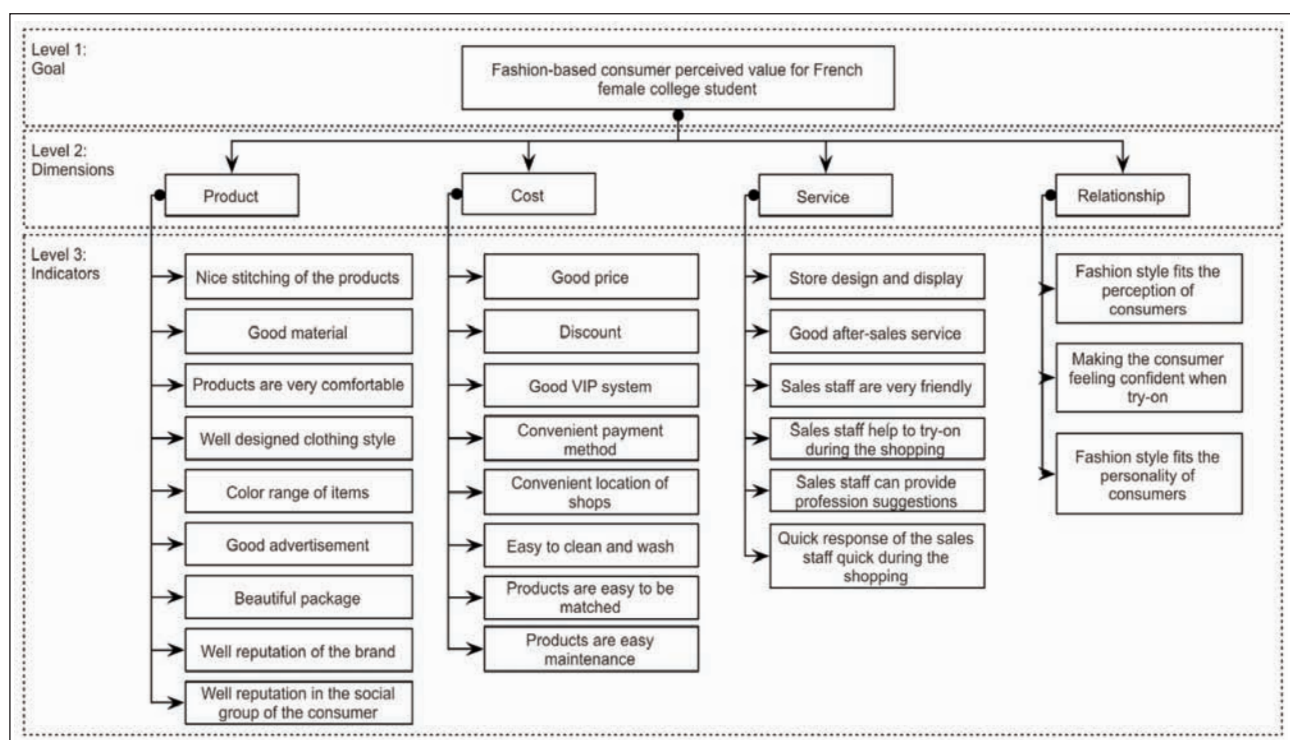 Level 1:
Goal
Fashion-based consumer perceived value for French
female college student
Level 2:
Dimensions
Product
Cost
Service
Relationship
Level 3:
Indicators
Nice stitching of the products
Good material
Products are very comfortable
Well designed clothing style
Color range of items
Good advertisement
Beautiful package
Well reputation of the brand
Well reputation in the social
group of the consumer
Good price
Discount
Good VIP system
Convenient payment
method
Convenient location of
shops
Easy to clean and wash
Products are easy to be
matched
Products are easy
maintenance
Store design and display
Good after-sales service
Sales staff are very friendly
Sales staff help to try-on
during the shopping
Sales staff can provide
profession suggestions
Quick response of the sales
staff quick during the
shopping
Fashion style fits the
perception of
consumers
Making the consumer
feeling confident when
try-on
Fashion style fits the
personality of
consumers